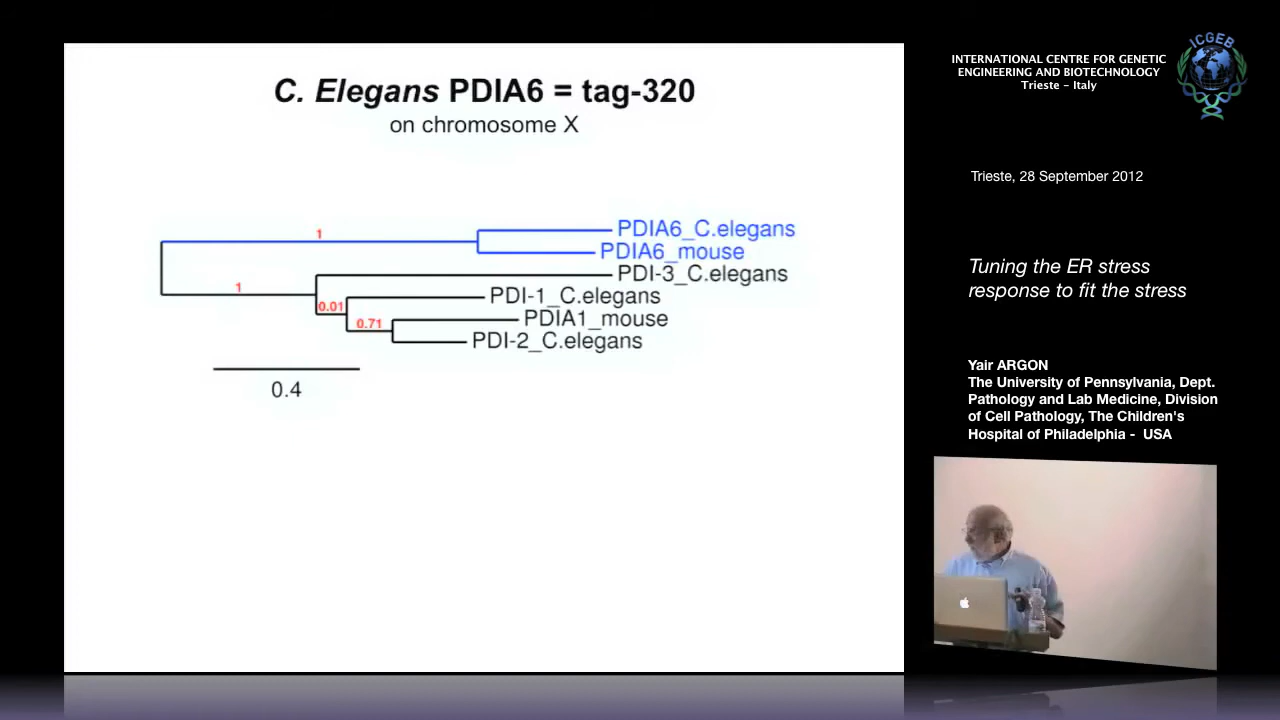 C. Elegans PDIA6 = tag-320
on chromosome X
1
PDIA6_C.elegans
PDIA6_mouse
PDI-3_C.elegans
1
0.01
PDI-1_C.elegans
0.71
PDIA1_mouse
PDI-2_C.elegans
0.4
INTERNATIONAL CENTRE FOR GENETIC
ENGINEERING AND BIOTECHNOLOGY
Trieste – Italy
ICGEB
Trieste, 28 September 2012
Tuning the ER stress
response to fit the stress
Yair ARGON
The University of Pennsylvania, Dept.
Pathology and Lab Medicine, Division
of Cell Pathology, The Children's
Hospital of Philadelphia - USA